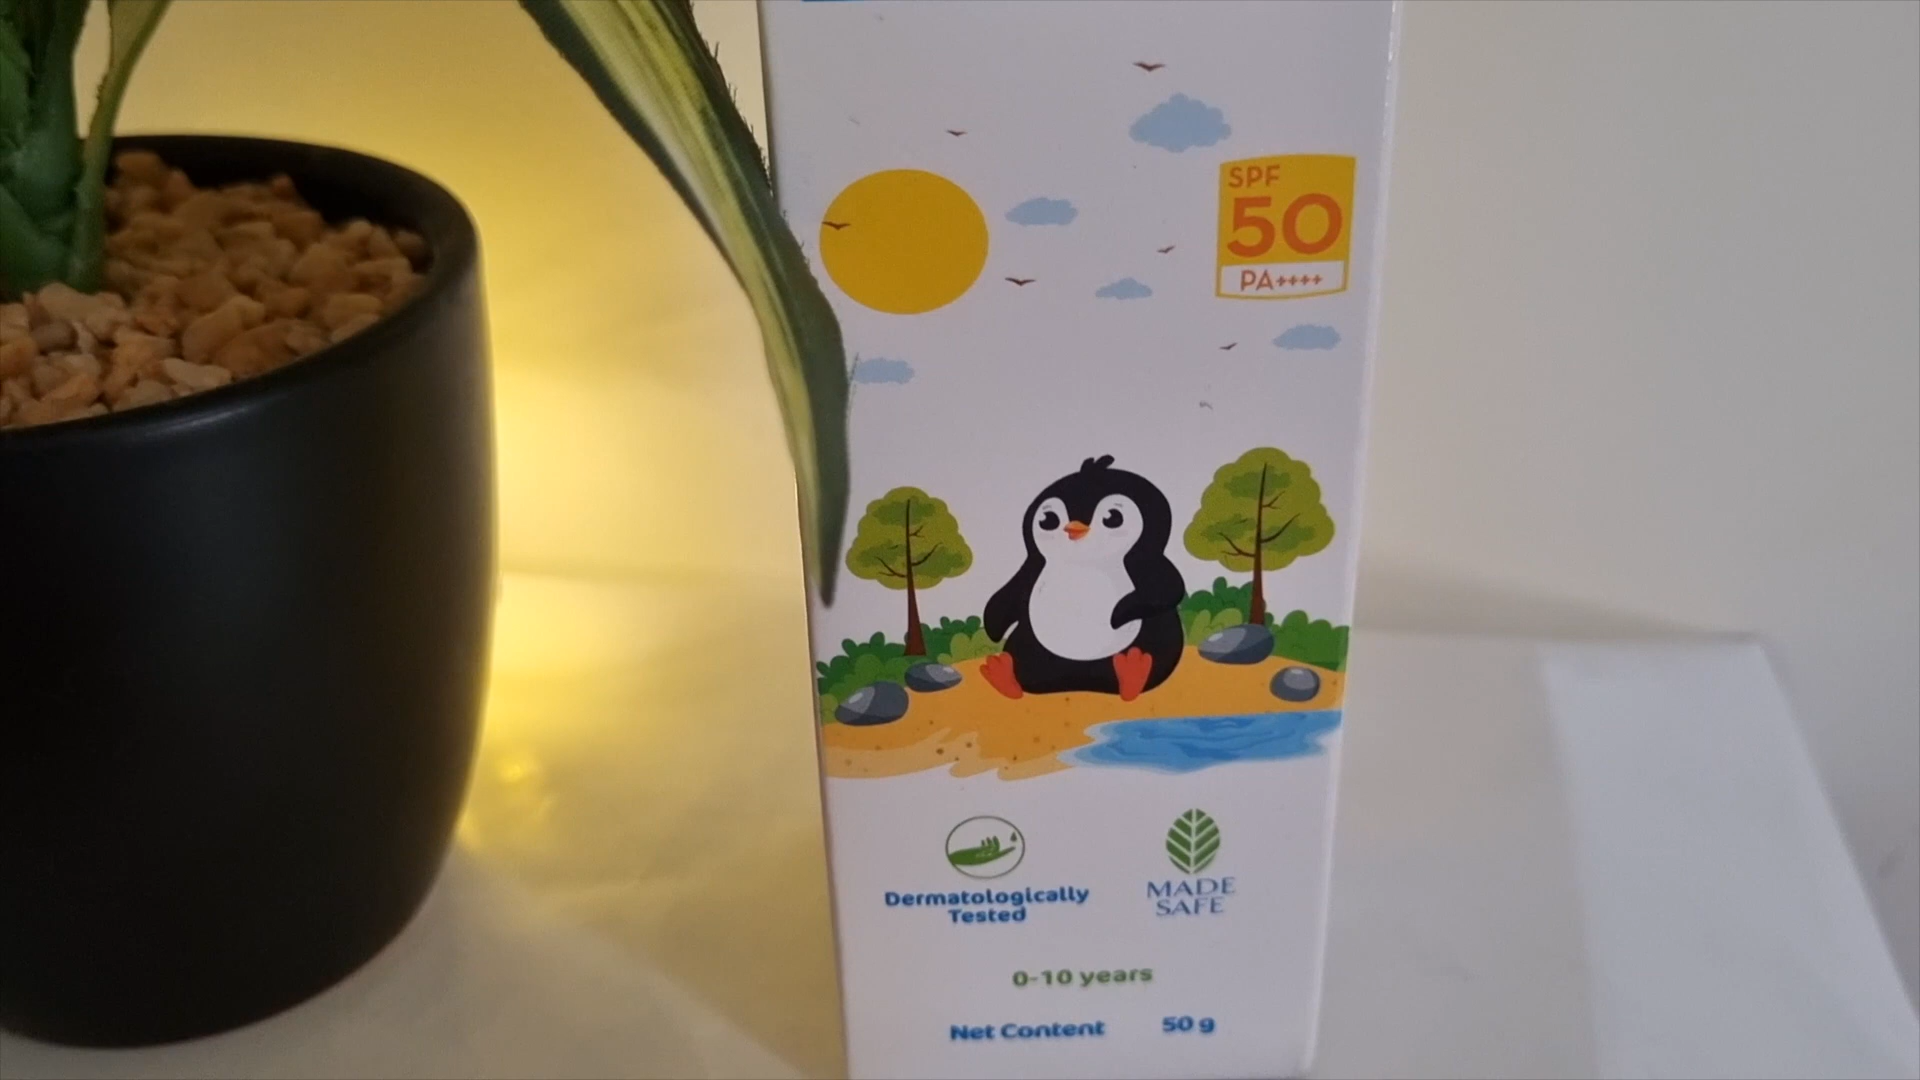 SPF
50
PA++++
Dermatologically
Tested
MADE
SAFE
0-10 years
Net Content 50 g